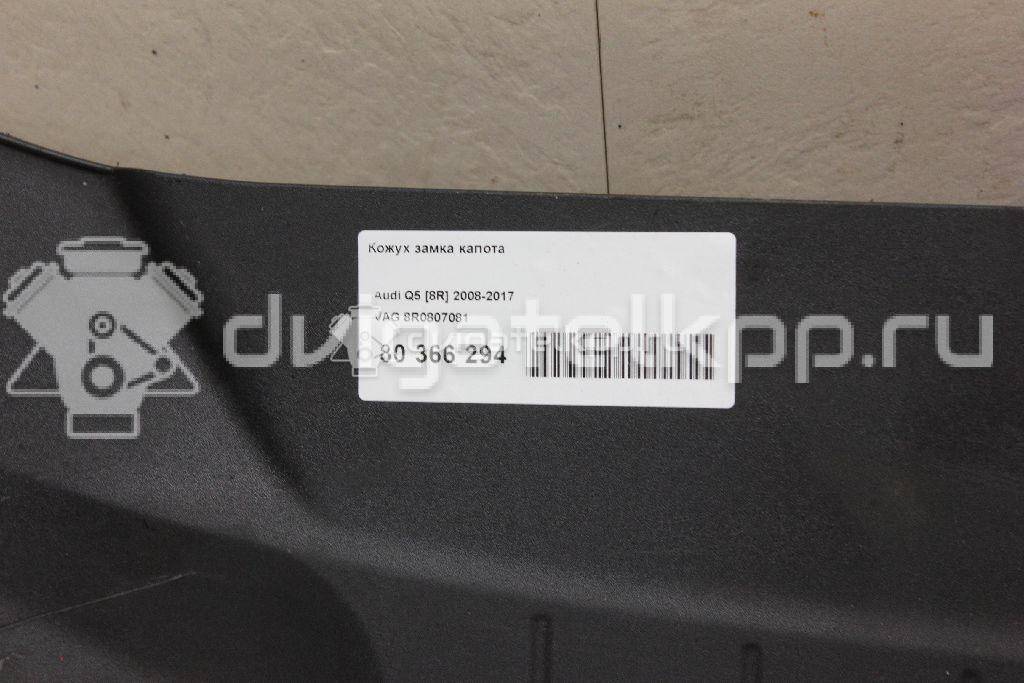 Кожух замка капота
Audi Q5 [8R] 2008-2017
VAG 8R0807081
80 366 294
dvigatelkpp.ru